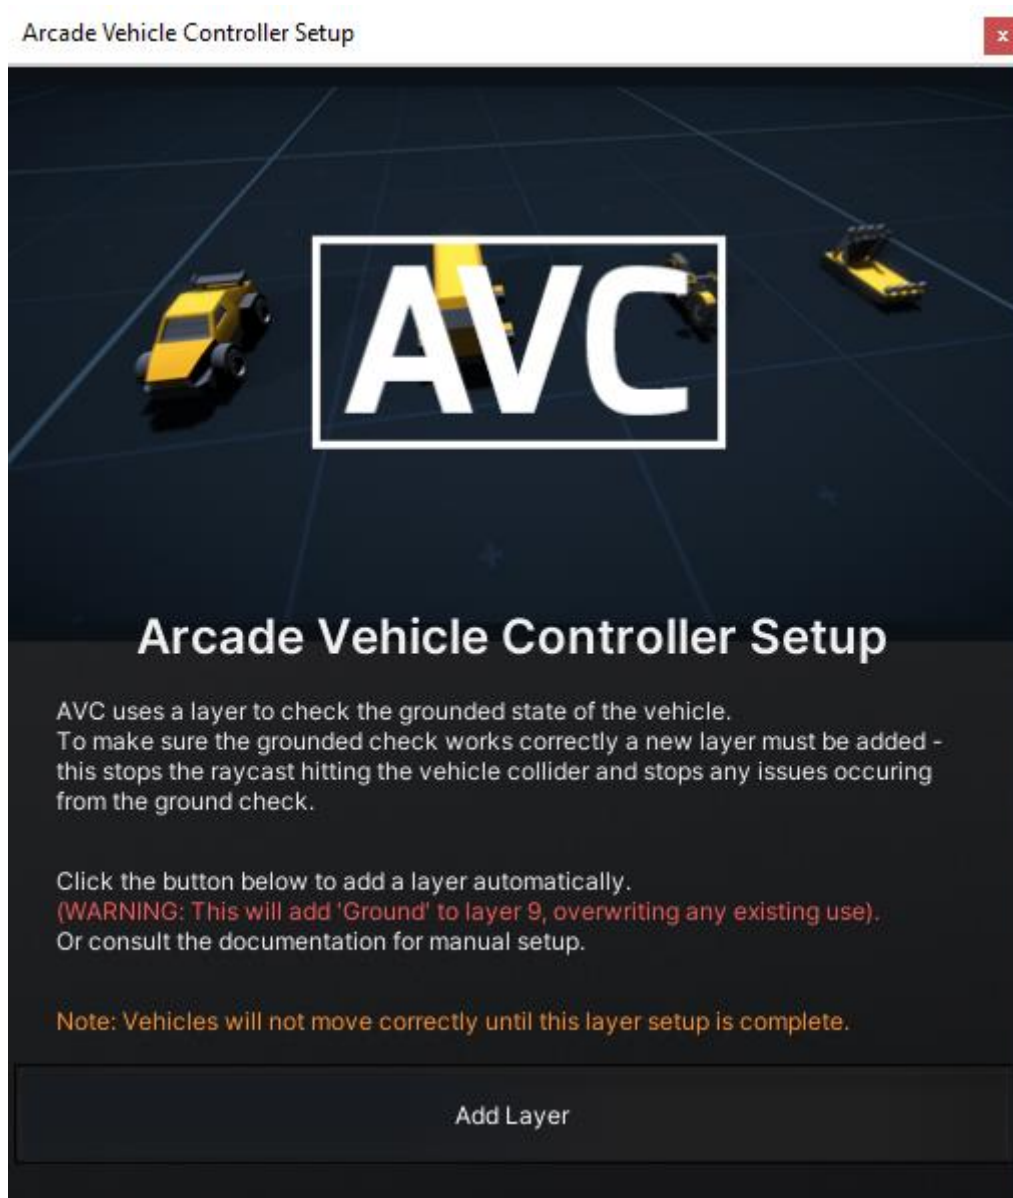 Arcade Vehicle Controller Setup
x
AVC
Arcade Vehicle Controller Setup
AVC uses a layer to check the grounded state of the vehicle.
To make sure the grounded check works correctly a new layer must be added -
this stops the raycast hitting the vehicle collider and stops any issues occuring
from the ground check.
Click the button below to add a layer automatically.
(WARNING: This will add 'Ground' to layer 9, overwriting any existing use).
Or consult the documentation for manual setup.
Note: Vehicles will not move correctly until this layer setup is complete.
Add Layer